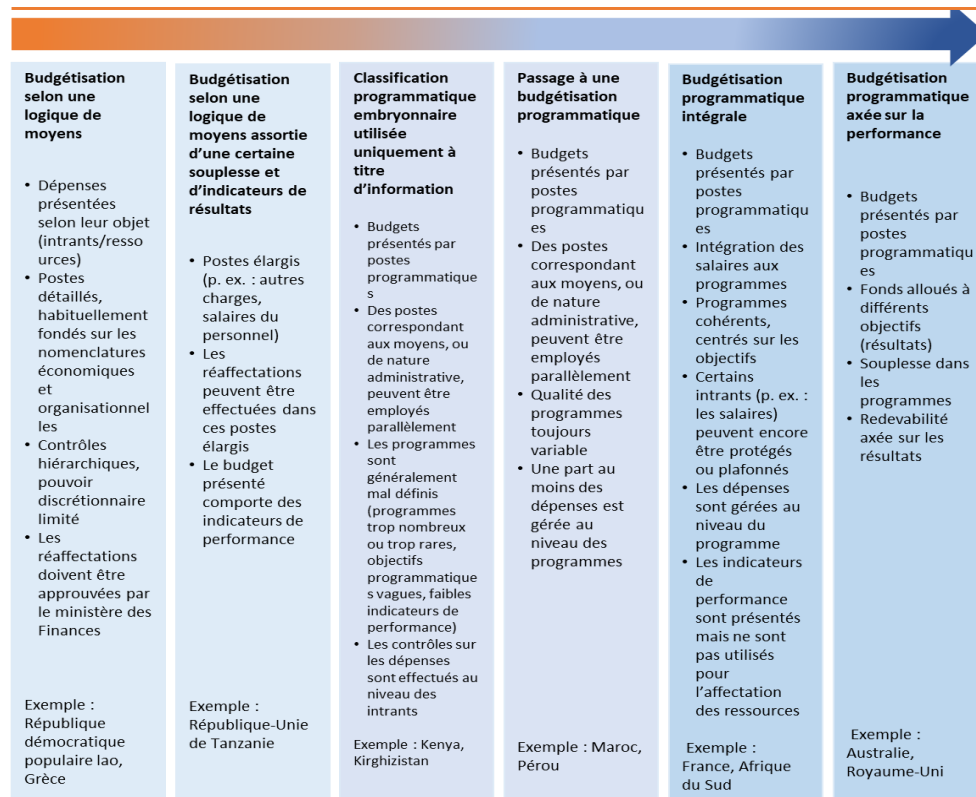 Budgétisation
selon une
logique de
moyens
• Dépenses
présentées
selon leur objet
(intrants/resso
urces)
• Postes
détaillés,
habituellement
fondés sur les
nomenclatures
économiques
et
organisationnel
les
• Contrôles
hiérarchiques,
pouvoir
discrétionnaire
limité
• Les
réaffectations
doivent être
approuvées par
le ministère des
Finances
Exemple :
République
démocratique
populaire lao,
Grèce
Budgétisation
selon une
logique de
moyens assortie
d'une certaine
souplesse et
d'indicateurs de
résultats
• Postes élargis
(p. ex. : autres
charges,
salaires du
personnel)
• Les
réaffectations
peuvent être
effectuées dans
ces postes
élargis
• Le budget
présenté
comporte des
indicateurs de
performance
Exemple :
République-Unie
de Tanzanie
Classification
programmatique
embryonnaire
utilisée
uniquement à
titre
d'information
• Budgets
présentés par
postes
programmatique
s
• Des postes
correspondant
aux moyens, ou
de nature
administrative,
peuvent être
employés
parallèlement
• Les programmes
sont
généralement
mal définis
(programmes
trop nombreux
ou trop rares,
objectifs
programmatique
s vagues, faibles
indicateurs de
performance)
• Les contrôles sur
les dépenses
sont effectués au
niveau des
intrants
Exemple : Kenya,
Kirghizistan
Passage à une
budgétisation
programmatique
• Budgets
présentés par
postes
programmatiqu
es
• Des postes
correspondant
aux moyens, ou
de nature
administrative,
peuvent être
employés
parallèlement
• Qualité des
programmes
toujours
variable
• Une part au
moins des
dépenses est
gérée au
niveau des
programmes
Exemple : Maroc,
Pérou
Budgétisation
programmatique
intégrale
• Budgets
présentés par
postes
programmatiqu
es
• Intégration des
salaires aux
programmes
• Programmes
cohérents,
centrés sur les
objectifs
• Certains
intrants (p. ex. :
les salaires)
peuvent encore
être protégés
ou plafonnés
• Les dépenses
sont gérées au
niveau du
programme
• Les indicateurs
de
performance
sont présentés
mais ne sont
pas utilisés
pour
l'affectation
des ressources
Exemple :
France, Afrique
du Sud
Budgétisation
programmatique
axée sur la
performance
• Budgets
présentés par
postes
programmatiqu
es
• Fonds alloués à
différents
objectifs
(résultats)
• Souplesse dans
les
programmes
• Redevabilité
axée sur les
résultats
Exemple :
Australie,
Royaume-Uni